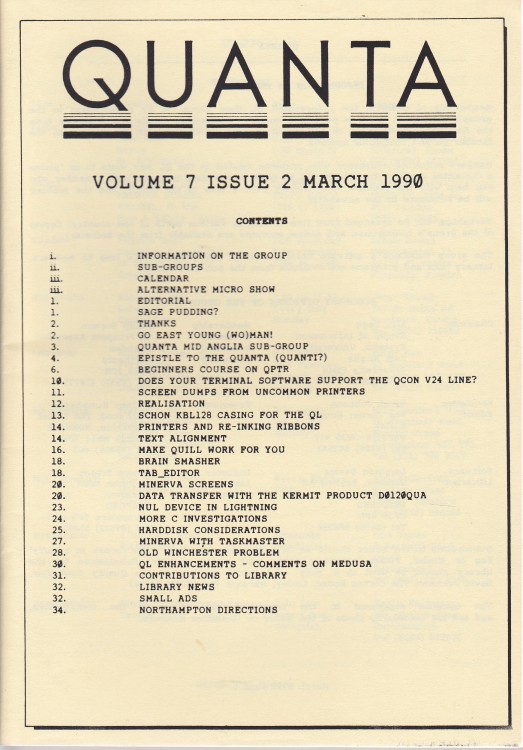 QUANTA
VOLUME 7 ISSUE 2 MARCH 1990
CONTENTS
i. INFORMATION ON THE GROUP
ii. SUB-GROUPS
iii. CALENDAR
iii. ALTERNATIVE MICRO SHOW
1. EDITORIAL
1. SAGE PUDDING?
2. THANKS
2. GO EAST YOUNG (WO)MAN!
3. QUANTA MID ANGLIA SUB-GROUP
4. EPISTLE TO THE QUANTA (QUANTI?)
6. BEGINNERS COURSE ON QPTR
10. DOES YOUR TERMINAL SOFTWARE SUPPORT THE QCON V24 LINE?
11. SCREEN DUMPS FROM UNCOMMON PRINTERS
12. REALISATION
13. SCHON KBL128 CASING FOR THE QL
14. PRINTERS AND RE-INKING RIBBONS
14. TEXT ALIGNMENT
16. MAKE QUILL WORK FOR YOU
18. BRAIN SMASHER
18. TAB_EDITOR
20. MINERVA SCREENS
20. DATA TRANSFER WITH THE KERMIT PRODUCT D0120QUA
23. NUL DEVICE IN LIGHTNING
24. MORE C INVESTIGATIONS
25. HARDDISK CONSIDERATIONS
27. MINERVA WITH TASKMASTER
28. OLD WINCHESTER PROBLEM
30. QL ENHANCEMENTS - COMMENTS ON MEDUSA
31. CONTRIBUTIONS TO LIBRARY
32. LIBRARY NEWS
32. SMALL ADS
34. NORTHAMPTON DIRECTIONS